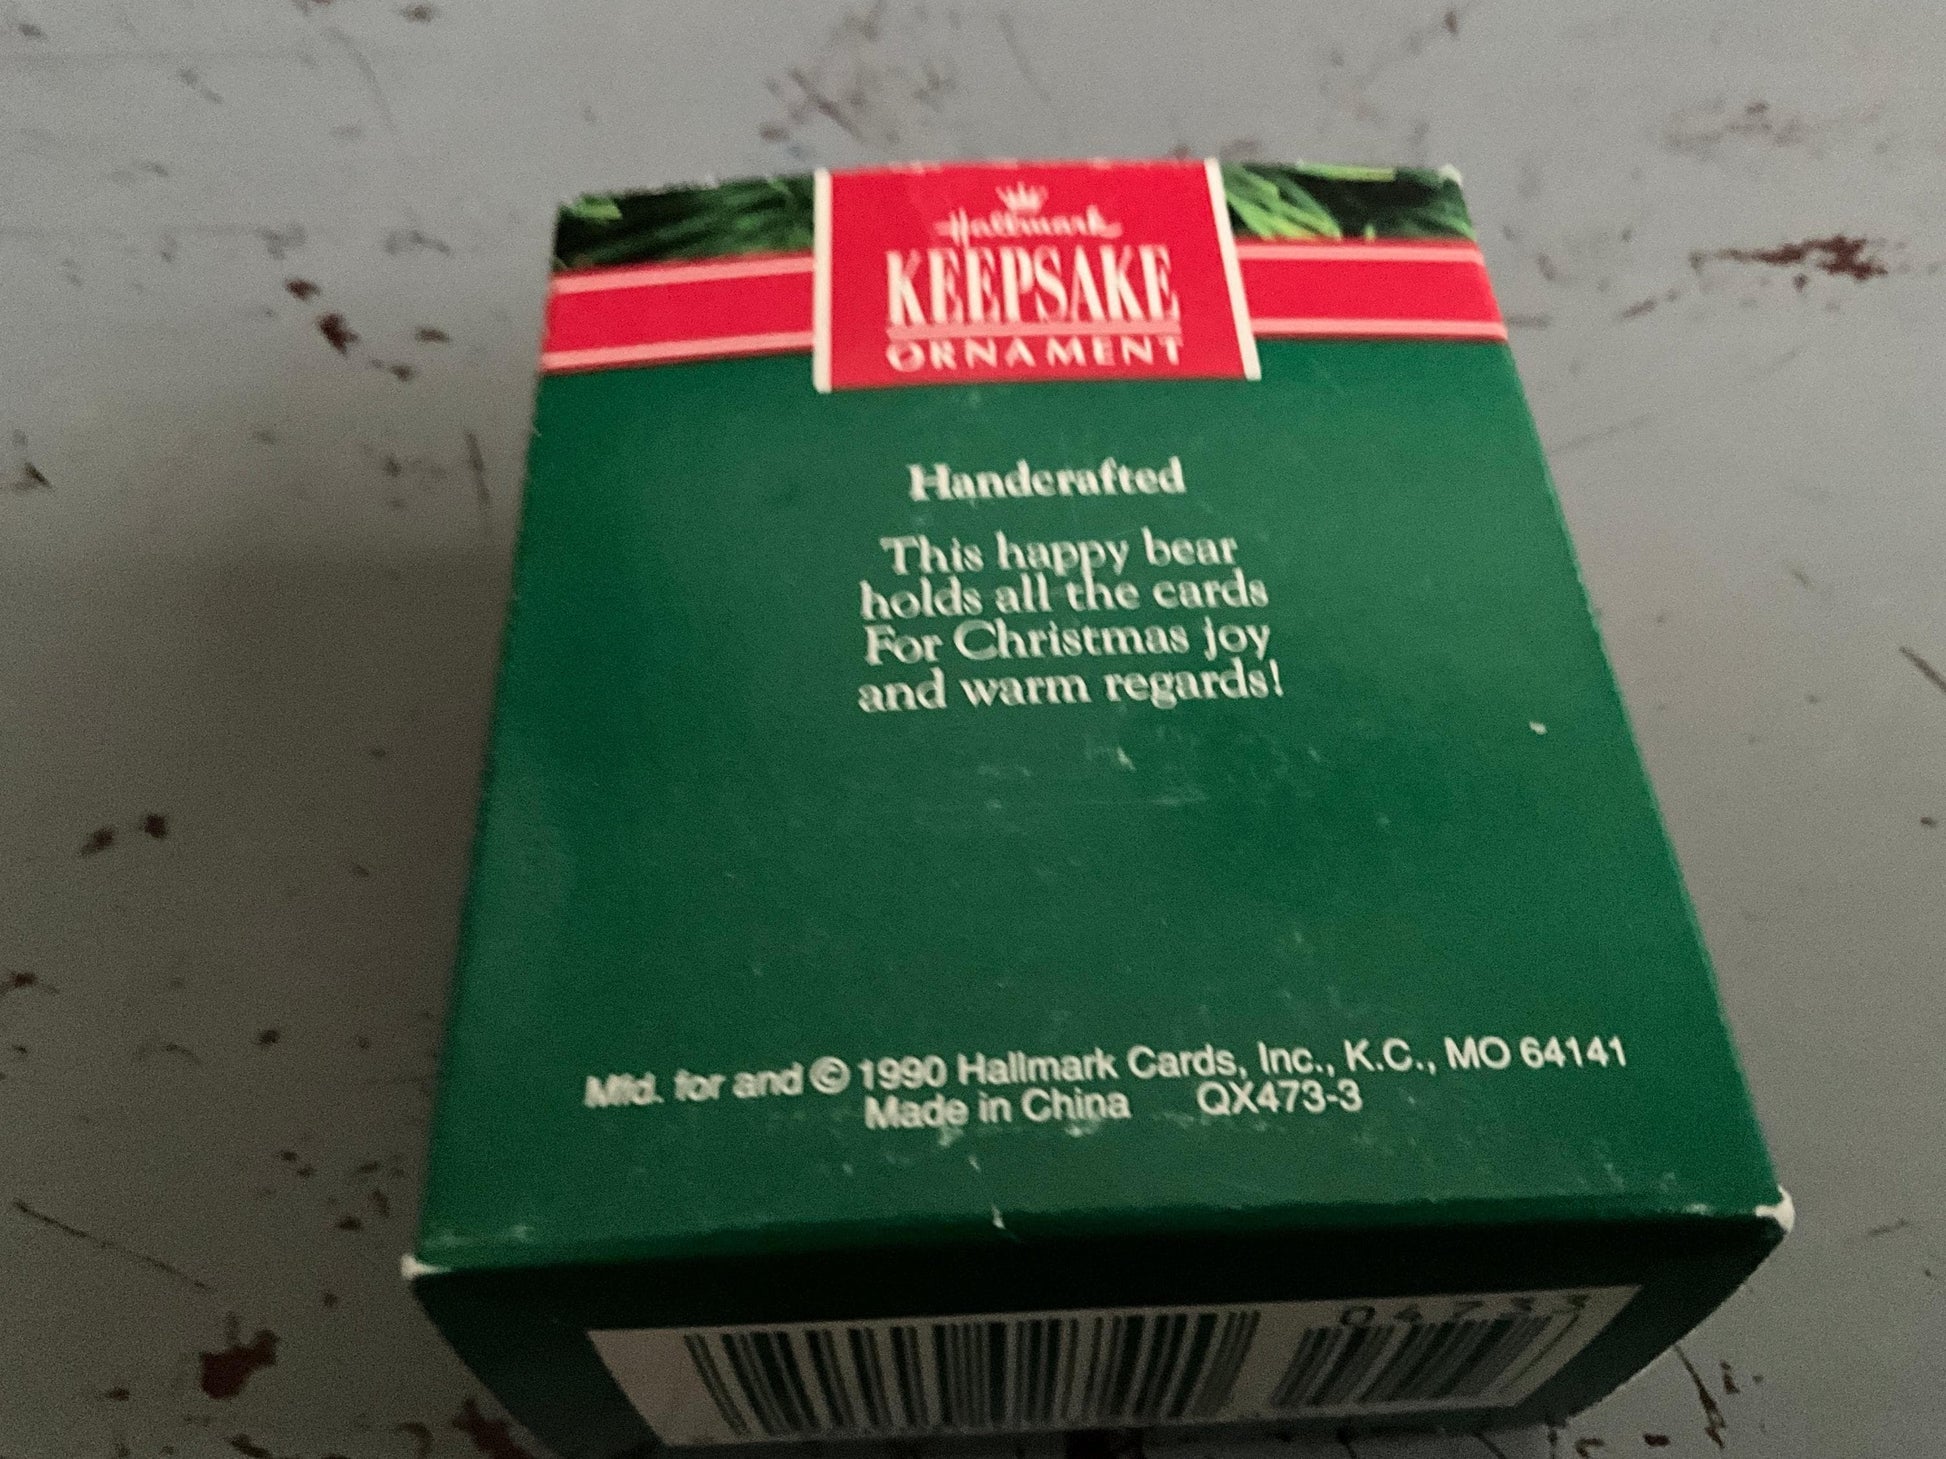 Hallmark
KEEPSAKE
ORNAMENT
Handcrafted
This happy bear
holds all the cards
For Christmas joy
and warm regards!
Mfd. for and © 1990 Hallmark Cards, Inc., K.C., MO 64141
Made in China QX473-3
04733